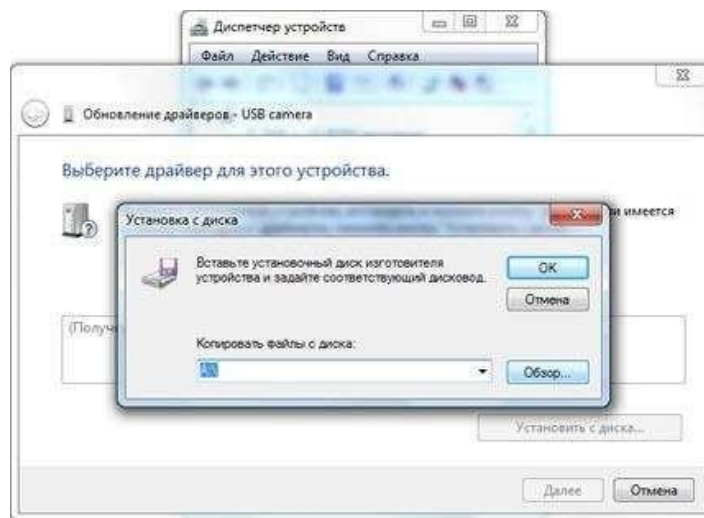 Диспетчер устройств
Файл Действие Вид Справка
Обновление драйверов - USB camera
Выберите драйвер для этого устройства.
имеется
Установка с диска
Вставьте установочный диск изготовителя
устройства и задайте соответствующий дисковод.
OK
Отмена
(Получ
Копировать файлы с диска:
A:\
Обзор...
Установить с диска...
Далее
Отмена